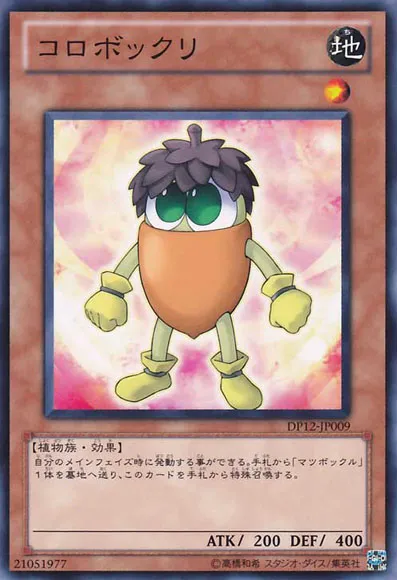 コロボックリ
地
DP12-JP009
【植物族・効果】
自分のメインフェイズ時に発動する事ができる。手札から「マツボックル」
1体を墓地へ送り、このカードを手札から特殊召喚する。
ATK/ 200 DEF/ 400
21051977
©高橋和希 スタジオ・ダイス/集英社